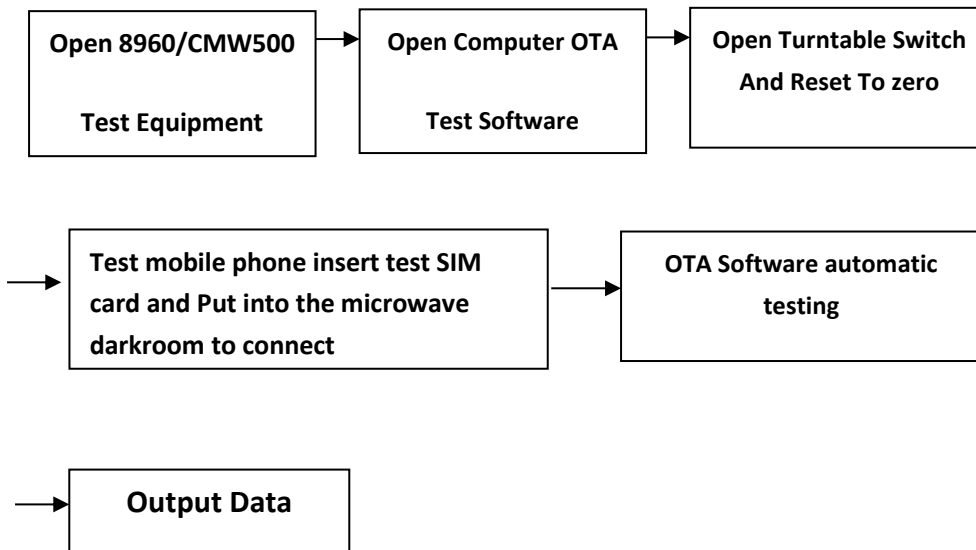 Open 8960/CMW500
Test Equipment
Open Computer OTA
Test Software
Open Turntable Switch
And Reset To zero
Test mobile phone insert test SIM
card and Put into the microwave
darkroom to connect
OTA Software automatic
testing
Output Data